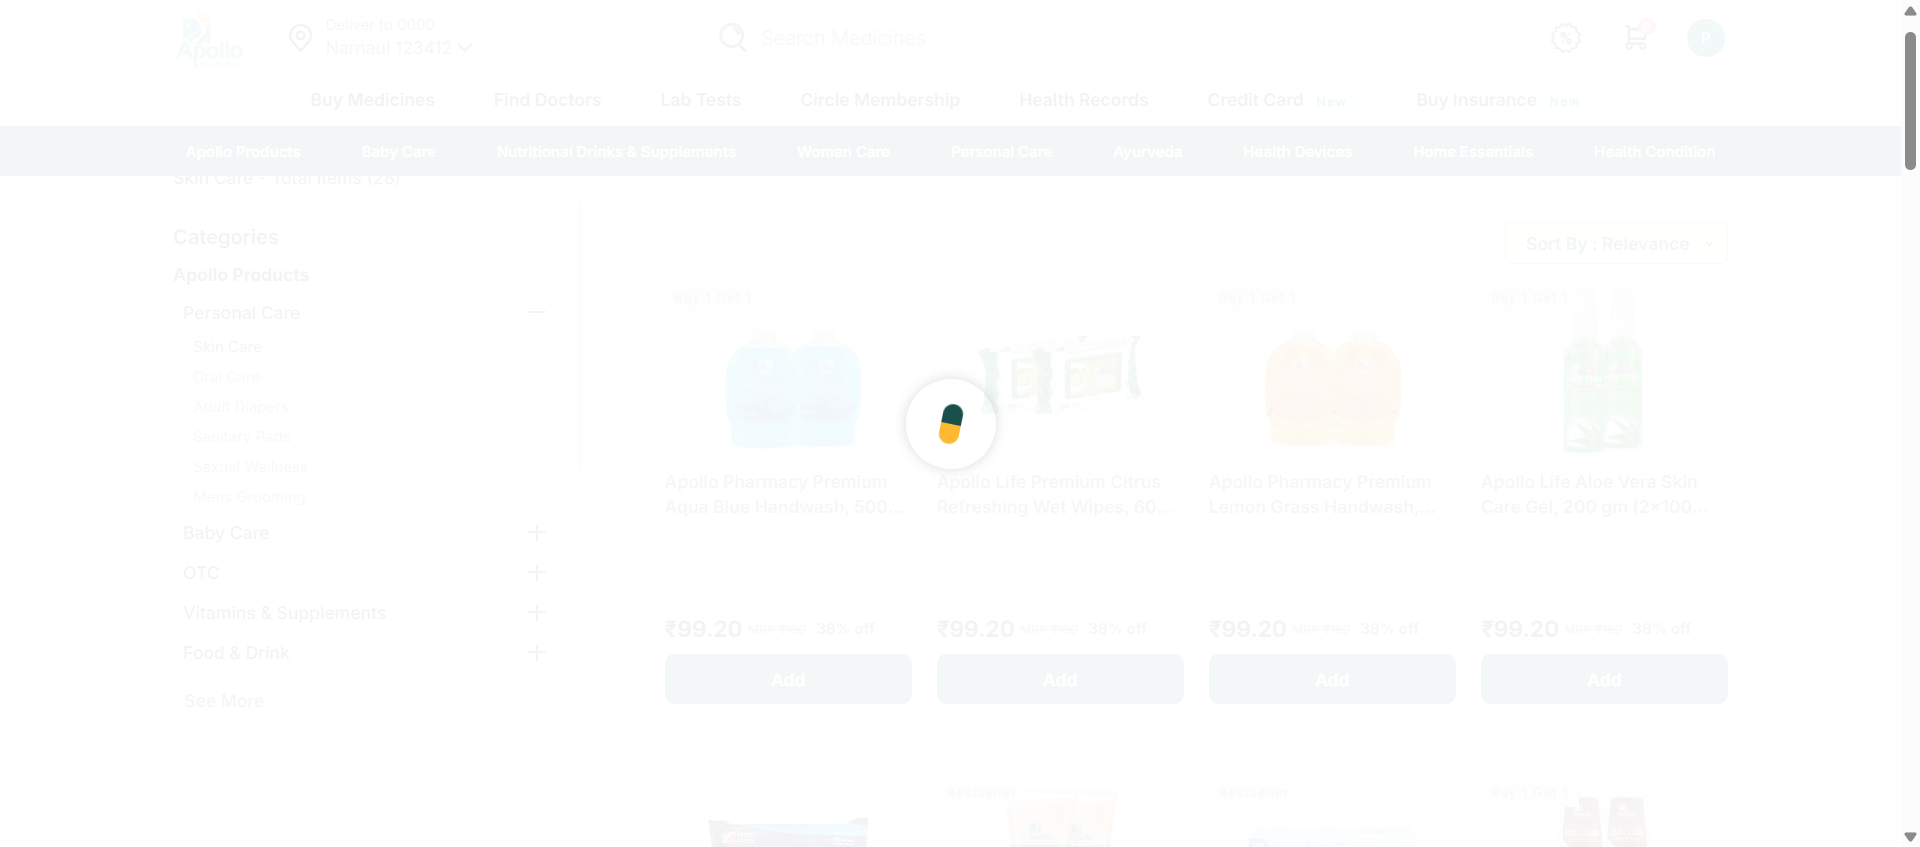 Apollo
Deliver to 0000
Narnaul 123412
Search Medicines
P
Buy Medicines
Find Doctors
Lab Tests
Circle Membership
Health Records
Credit Card New
Buy Insurance New
Apollo Products
Baby Care
Nutritional Drinks & Supplements
Women Care
Personal Care
Ayurveda
Health Devices
Home Essentials
Health Condition
Skin Care - Total Items (28)
Categories
Apollo Products
Personal Care
Skin Care
Oral Care
Adult Diapers
Sanitary Pads
Sexual Wellness
Mens Grooming
Baby Care
OTC
Vitamins & Supplements
Food & Drink
See More
Sort By : Relevance
Buy 1 Get 1
Apollo Pharmacy Premium
Aqua Blue Handwash, 500...
₹99.20 38% off
Add
Apollo Life Premium Citrus
Refreshing Wet Wipes, 60...
₹99.20 38% off
Add
Buy 1 Get 1
Apollo Pharmacy Premium
Lemon Grass Handwash,...
₹99.20 MRP ₹160 38% off
Add
Buy 1 Get 1
Apollo Life Aloe Vera Skin
Care Gel, 200 gm (2x100...
₹99.20 MRP ₹160 38% off
Add
Bestseller
Bestseller
Buy 1 Get 1